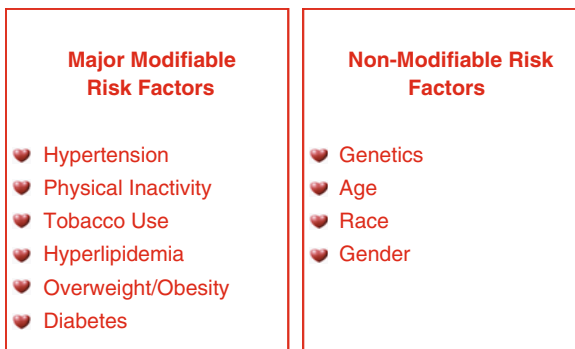 Major Modifiable
Risk Factors
Hypertension
Physical Inactivity
Tobacco Use
Hyperlipidemia
Overweight/Obesity
Diabetes
Non-Modifiable Risk
Factors
Genetics
Age
Race
Gender